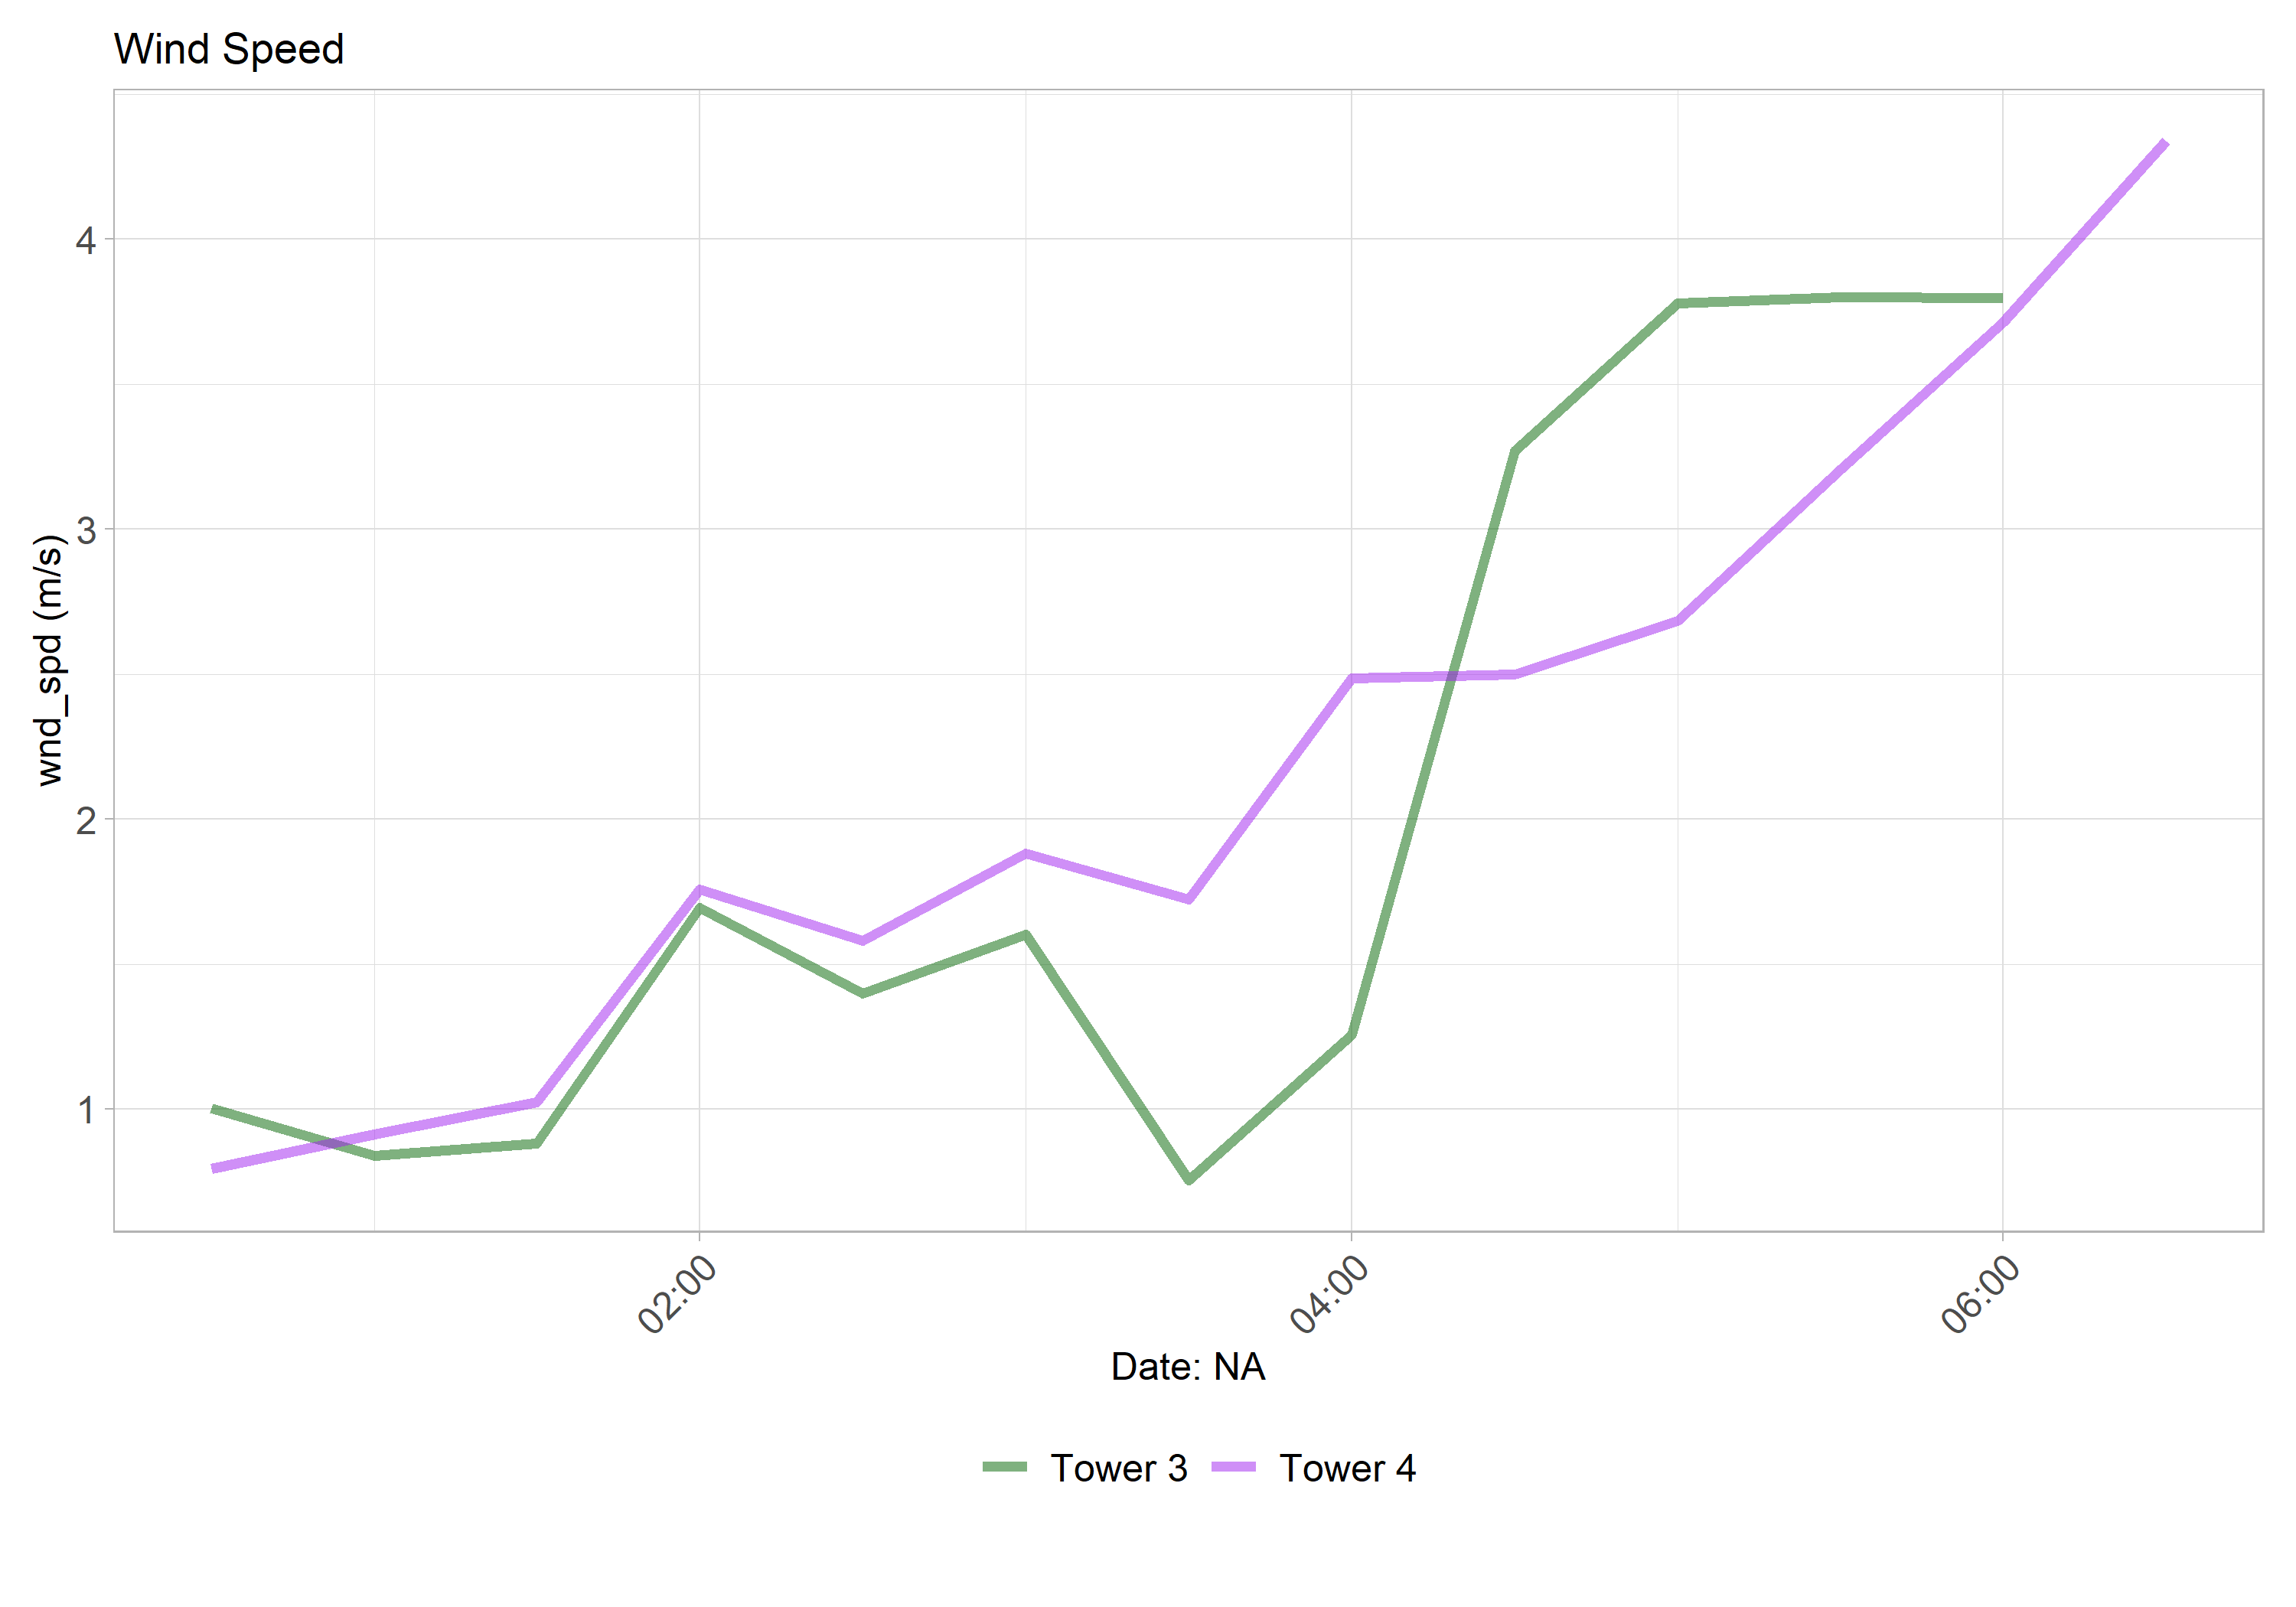 Wind Speed
wnd_spd (m/s)
4
3
2
1
02:00
04:00
06:00
Date: NA
Tower 3
Tower 4